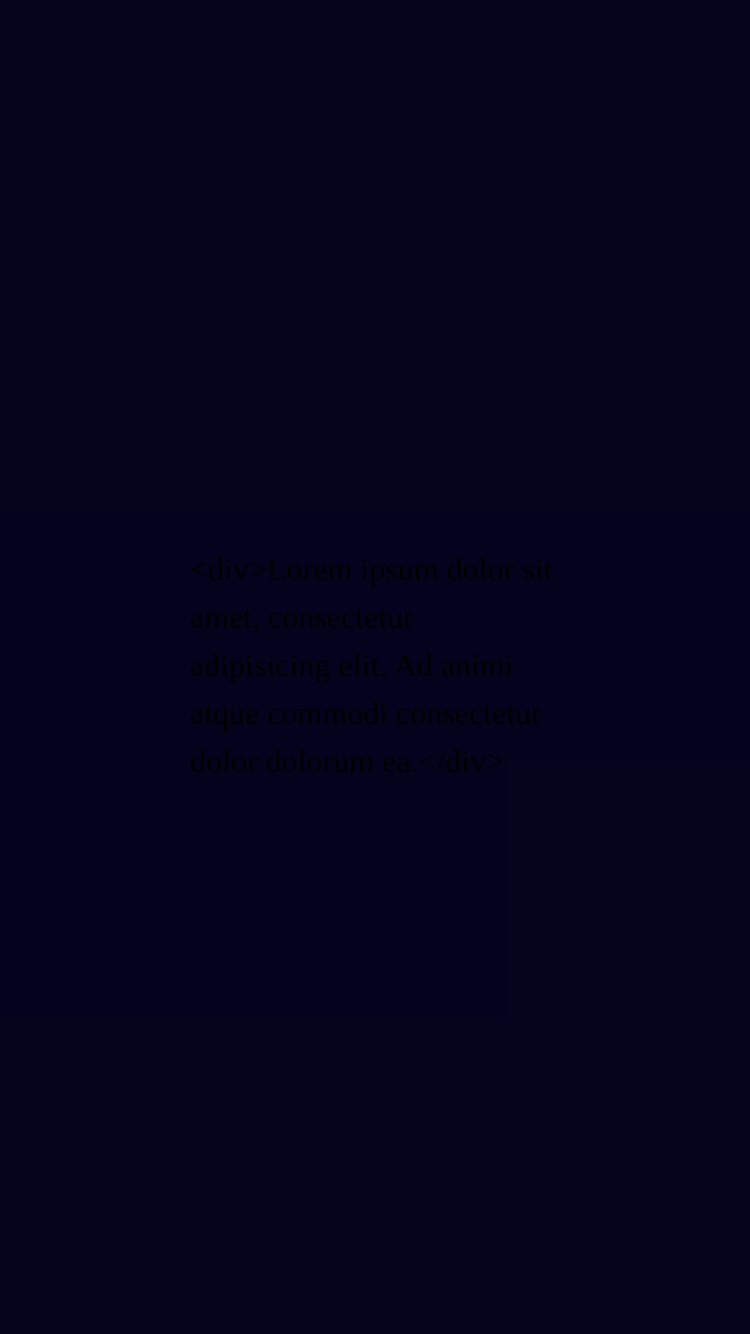 <div>Lorem ipsum dolor sit
amet, consectetur
adipisicing elit. Ad animi
atque commodi consectetur
dolor dolorum ea.</div>